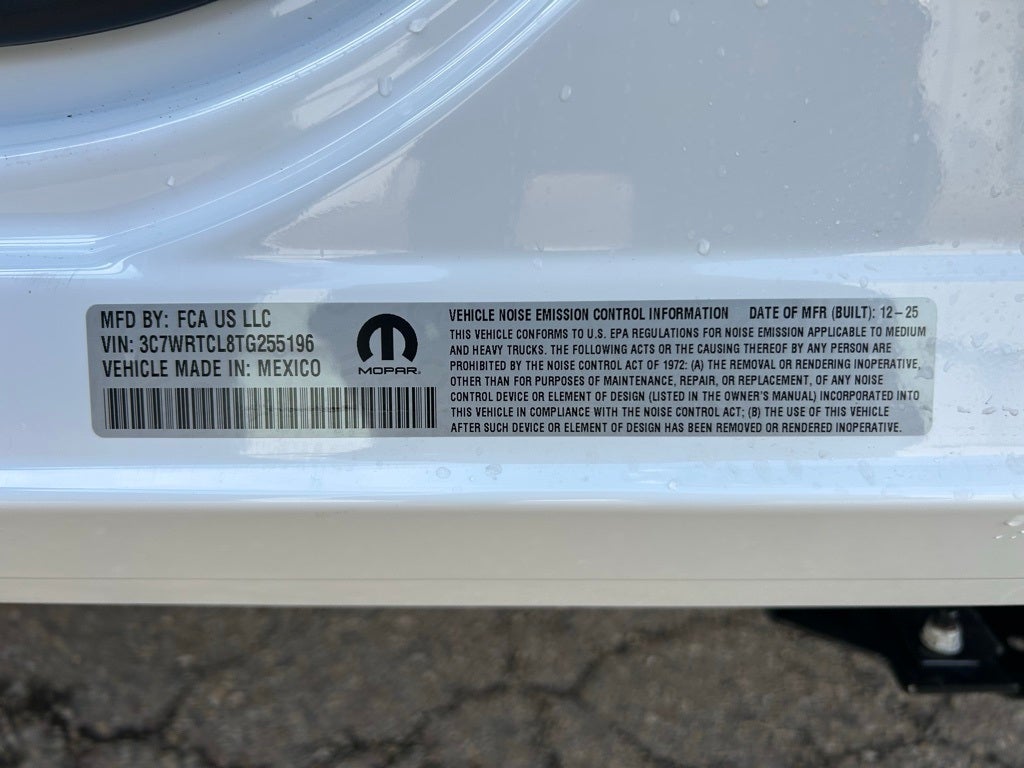 MFD BY: FCA US LLC
VIN: 3C7WRTCL8TG255196
VEHICLE MADE IN: MEXICO
MOPAR®
VEHICLE NOISE EMISSION CONTROL INFORMATION DATE OF MFR (BUILT): 12–25
THIS VEHICLE CONFORMS TO U.S. EPA REGULATIONS FOR NOISE EMISSION APPLICABLE TO MEDIUM
AND HEAVY TRUCKS. THE FOLLOWING ACTS OR THE CAUSING THEREOF BY ANY PERSON ARE
PROHIBITED BY THE NOISE CONTROL ACT OF 1972: (A) THE REMOVAL OR RENDERING INOPERATIVE,
OTHER THAN FOR PURPOSES OF MAINTENANCE, REPAIR, OR REPLACEMENT, OF ANY NOISE
CONTROL DEVICE OR ELEMENT OF DESIGN (LISTED IN THE OWNER'S MANUAL) INCORPORATED INTO
THIS VEHICLE IN COMPLIANCE WITH THE NOISE CONTROL ACT; (B) THE USE OF THIS VEHICLE
AFTER SUCH DEVICE OR ELEMENT OF DESIGN HAS BEEN REMOVED OR RENDERED INOPERATIVE.